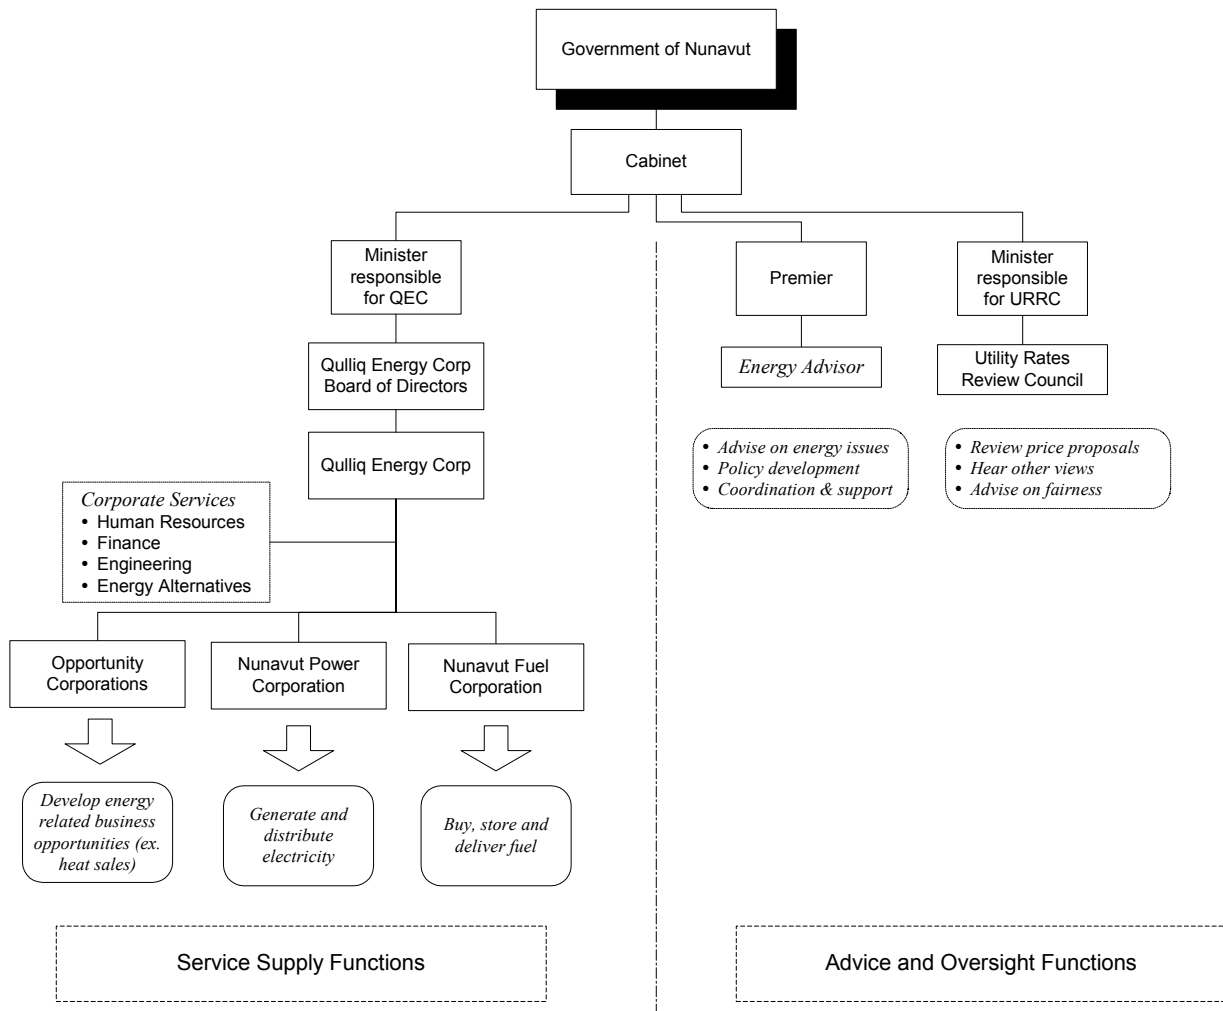 Government of Nunavut
Cabinet
Minister
responsible
for QEC
Premier
Minister
responsible
for URRC
Qulliq Energy Corp
Board of Directors
Energy Advisor
Utility Rates
Review Council
Qulliq Energy Corp
• Advise on energy issues
• Policy development
• Coordination & support
• Review price proposals
• Hear other views
• Advise on fairness
Corporate Services
• Human Resources
• Finance
• Engineering
• Energy Alternatives
Opportunity
Corporations
Nunavut Power
Corporation
Nunavut Fuel
Corporation
Develop energy
related business
opportunities (ex.
heat sales)
Generate and
distribute
electricity
Buy, store and
deliver fuel
Service Supply Functions
Advice and Oversight Functions